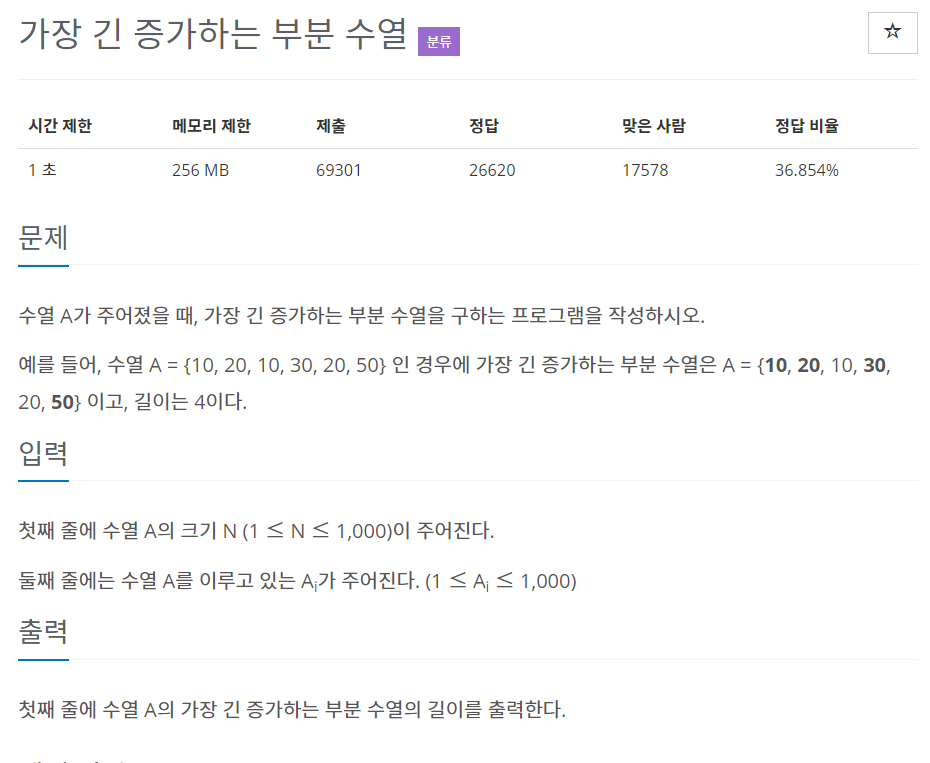 가장 긴 증가하는 부분 수열 분류
시간 제한 메모리 제한 제출 정답 맞은 사람 정답 비율
1 초 256 MB 69301 26620 17578 36.854%
문제
수열 A가 주어졌을 때, 가장 긴 증가하는 부분 수열을 구하는 프로그램을 작성하시오.
예를 들어, 수열 A = {10, 20, 10, 30, 20, 50} 인 경우에 가장 긴 증가하는 부분 수열은 A = {10, 20, 10, 30,
20, 50} 이고, 길이는 4이다.
입력
첫째 줄에 수열 A의 크기 N (1 ≤ N ≤ 1,000)이 주어진다.
둘째 줄에는 수열 A를 이루고 있는 Aᵢ가 주어진다. (1 ≤ Aᵢ ≤ 1,000)
출력
첫째 줄에 수열 A의 가장 긴 증가하는 부분 수열의 길이를 출력한다.